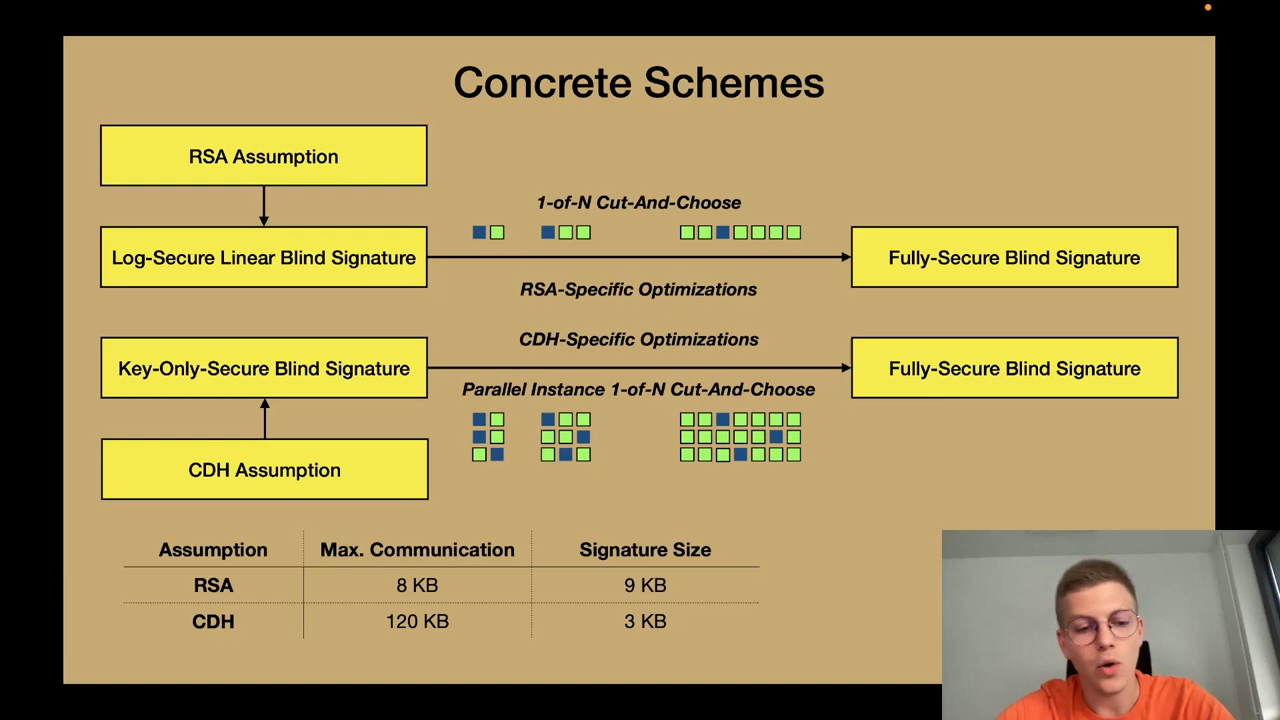 Concrete Schemes
RSA Assumption
1-of-N Cut-And-Choose
Log-Secure Linear Blind Signature
Fully-Secure Blind Signature
RSA-Specific Optimizations
CDH-Specific Optimizations
Key-Only-Secure Blind Signature
Fully-Secure Blind Signature
Parallel Instance 1-of-N Cut-And-Choose
CDH Assumption
Assumption Max. Communication Signature Size
RSA 8 KB 9 KB
CDH 120 KB 3 KB